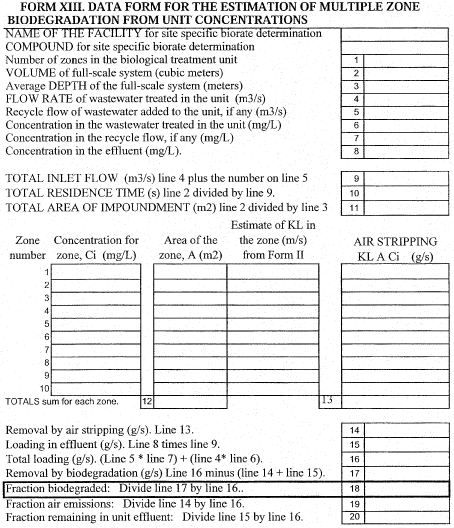 FORM XIII. DATA FORM FOR THE ESTIMATION OF MULTIPLE ZONE
BIODEGRADATION FROM UNIT CONCENTRATIONS
NAME OF THE FACILITY for site specific biorate determination
COMPOUND for site specific biorate determination
Number of zones in the biological treatment unit 1
VOLUME of full-scale system (cubic meters) 2
Average DEPTH of the full-scale system (meters) 3
FLOW RATE of wastewater treated in the unit (m3/s) 4
Recycle flow of wastewater added to the unit, if any (m3/s) 5
Concentration in the wastewater treated in the unit (mg/L) 6
Concentration in the recycle flow, if any (mg/L) 7
Concentration in the effluent (mg/L). 8
TOTAL INLET FLOW (m3/s) line 4 plus the number on line 5 9
TOTAL RESIDENCE TIME (s) line 2 divided by line 9. 10
TOTAL AREA OF IMPOUNDMENT (m2) line 2 divided by line 3 11
Estimate of KL in
Zone Concentration for Area of the the zone (m/s) AIR STRIPPING
number zone, Ci (mg/L) zone, A (m2) from Form II KL A Ci (g/s)
1
2
3
4
5
6
7
8
9
10
TOTALS sum for each zone. 12 13
Removal by air stripping (g/s). Line 13. 14
Loading in effluent (g/s). Line 8 times line 9. 15
Total loading (g/s). (Line 5 * line 7) + (line 4* line 6). 16
Removal by biodegradation (g/s) Line 16 minus (line 14 + line 15). 17
Fraction biodegraded: Divide line 17 by line 16.. 18
Fraction air emissions: Divide line 14 by line 16. 19
Fraction remaining in unit effluent: Divide line 15 by line 16. 20